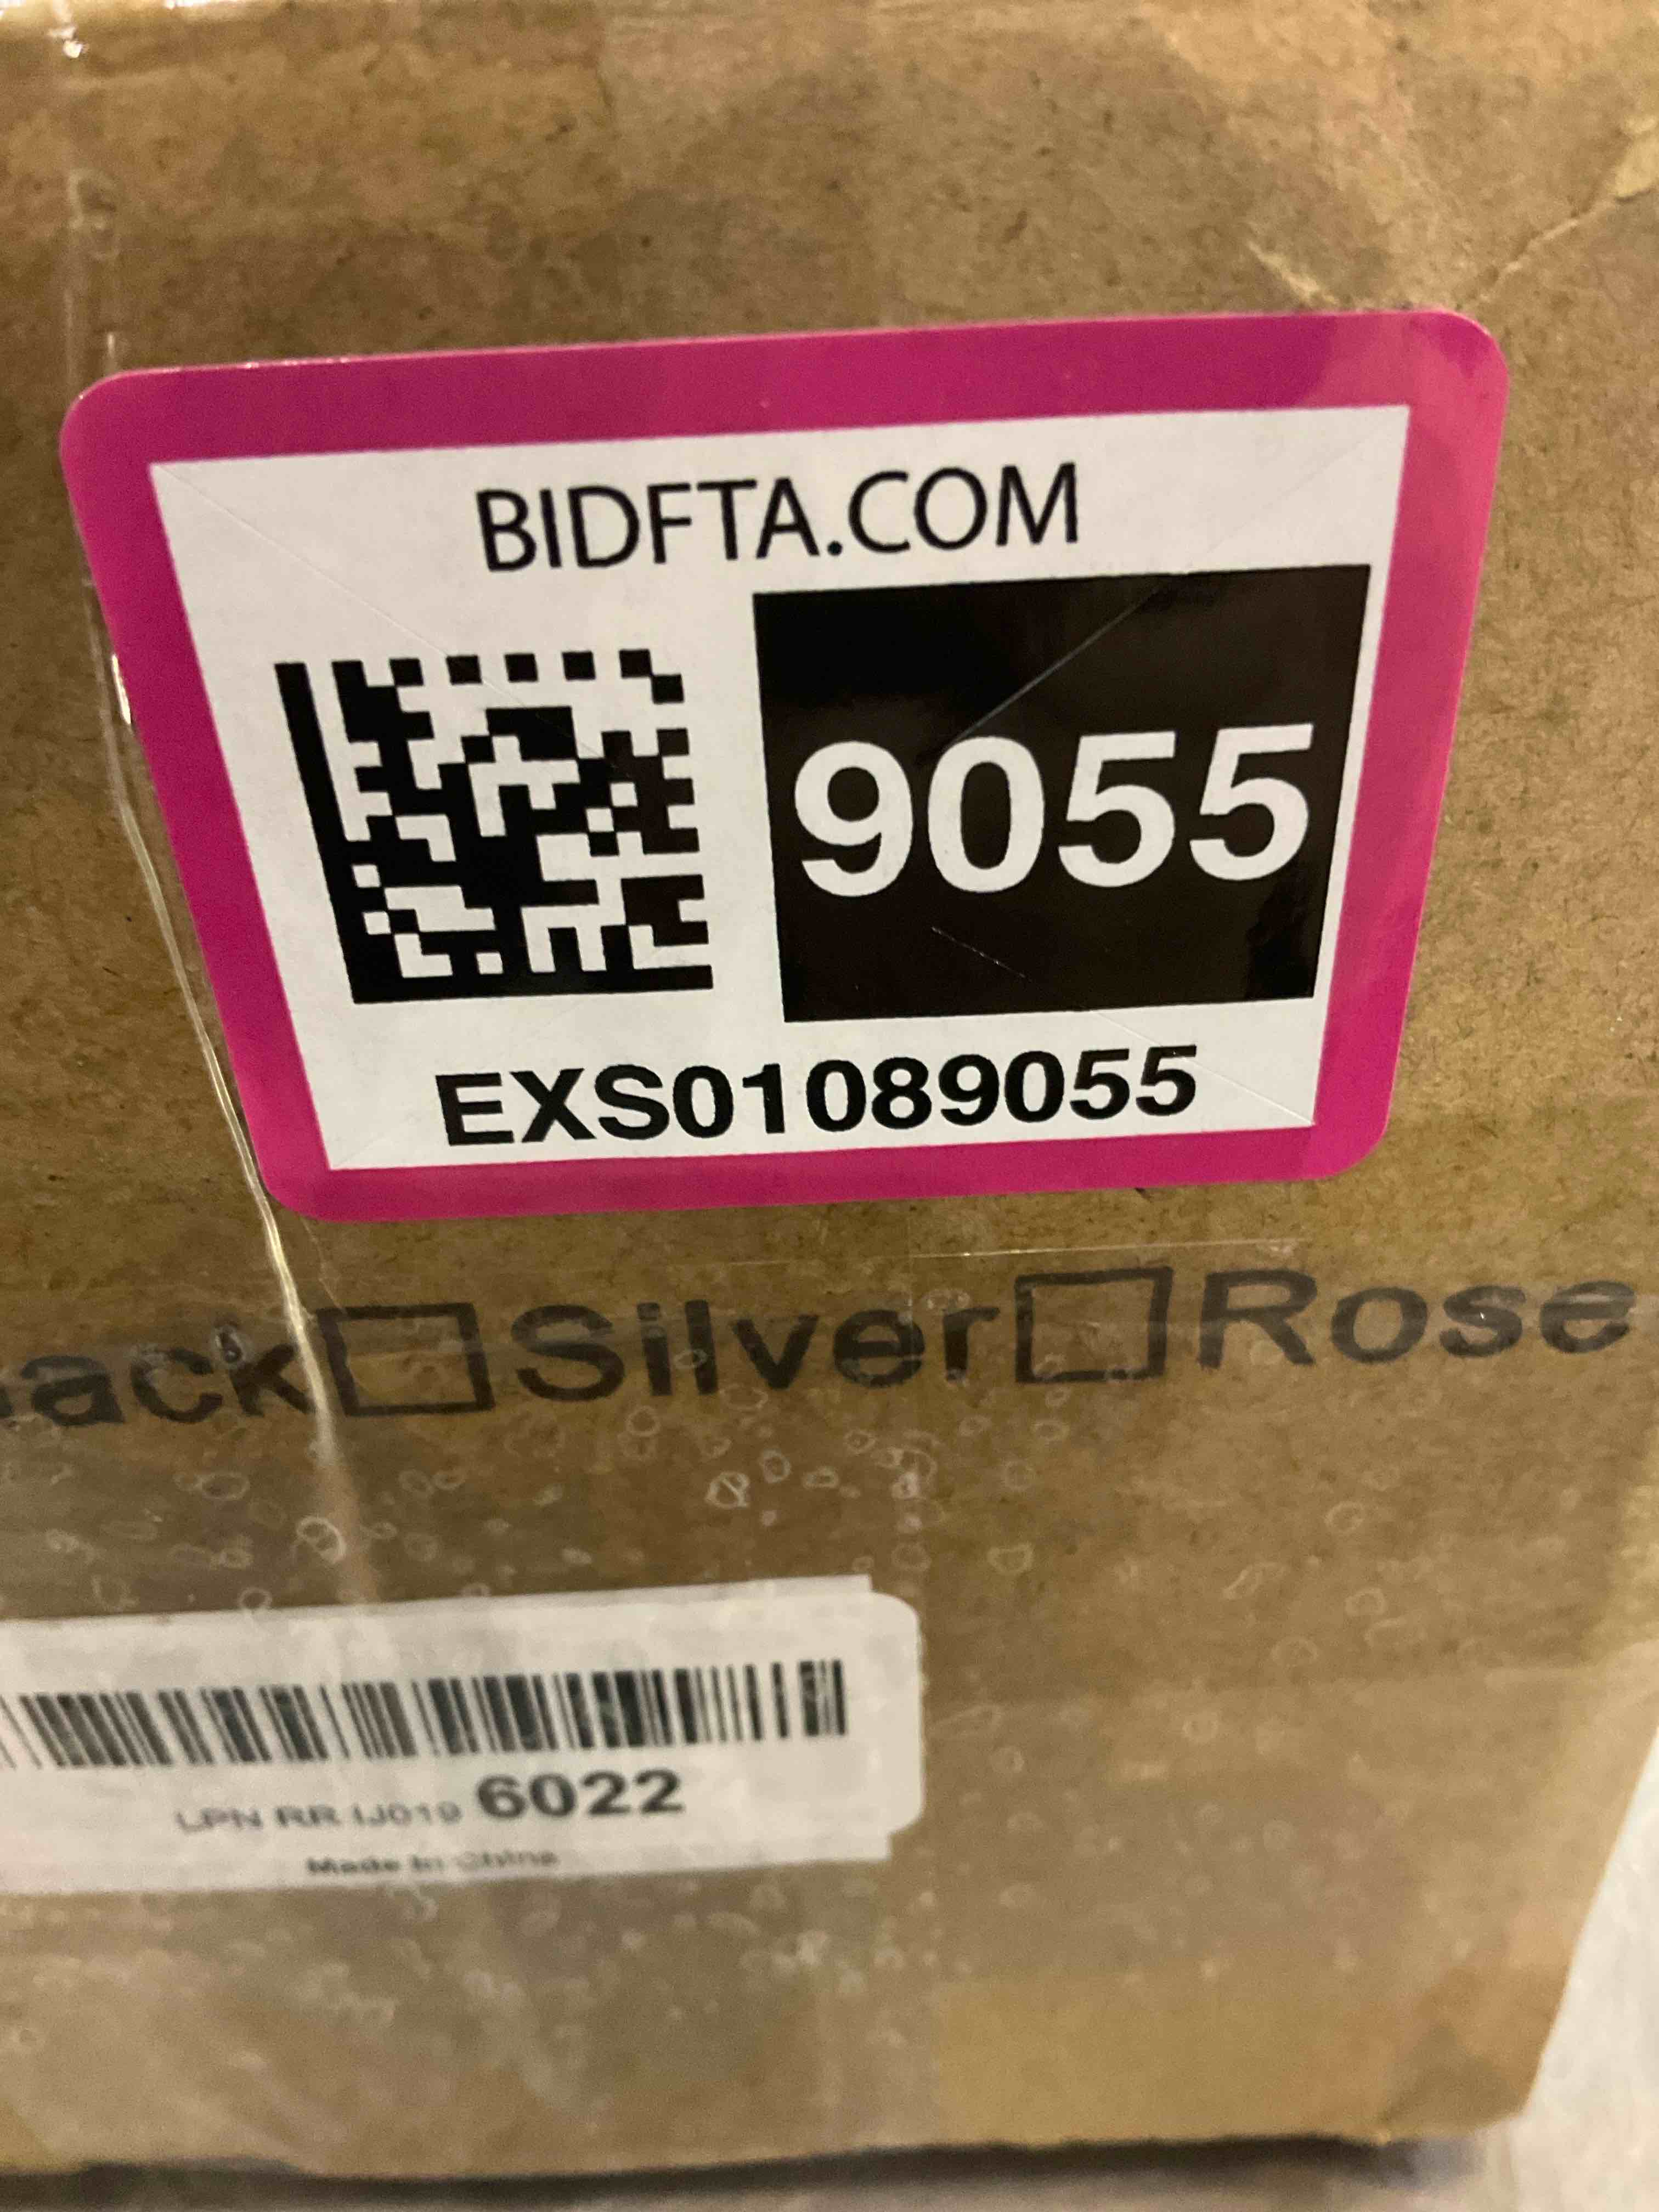 BIDFTA.COM
9055
EXS01089055
ack☐Silver☐Rose
LPN RR IJ019 6022
Made In China